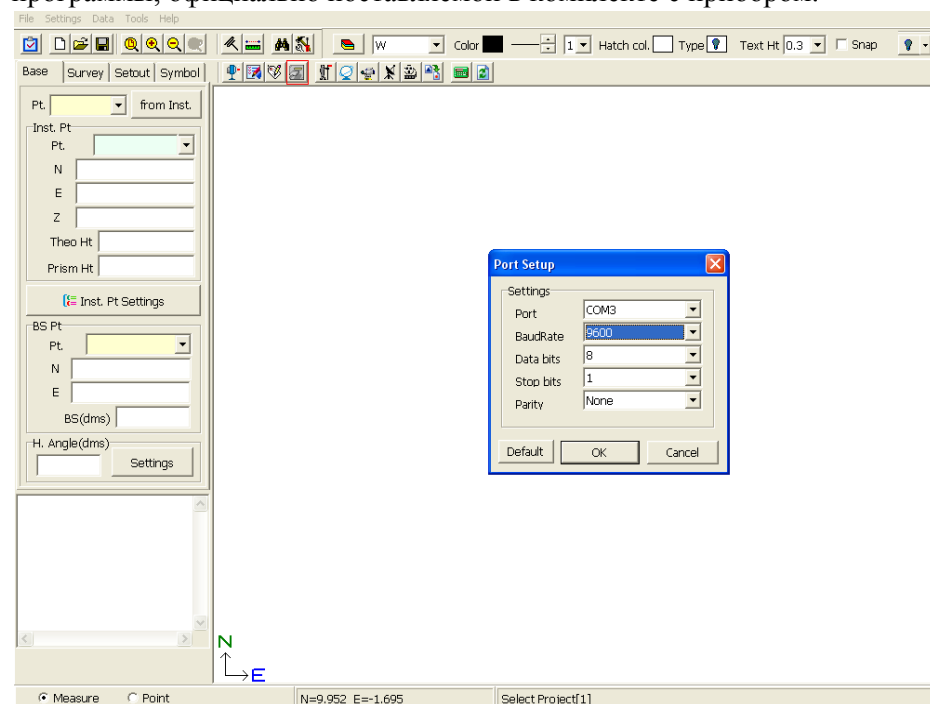 программы, официально поставляемой в комплекте с прибором.
File Settings Data Tools Help
W Color 1 Hatch col. Type Text Ht 0.3 Snap
Base Survey Setout Symbol
Pt. from Inst.
Inst. Pt
Pt.
N
E
Z
Theo Ht
Prism Ht
Inst. Pt Settings
BS Pt
Pt.
N
E
BS(dms)
H. Angle(dms)
Settings
Port Setup
Settings
Port COM3
BaudRate 9600
Data bits 8
Stop bits 1
Parity None
Default OK Cancel
N
E
Measure Point N=9.952 E=-1.695 Select Project[1]